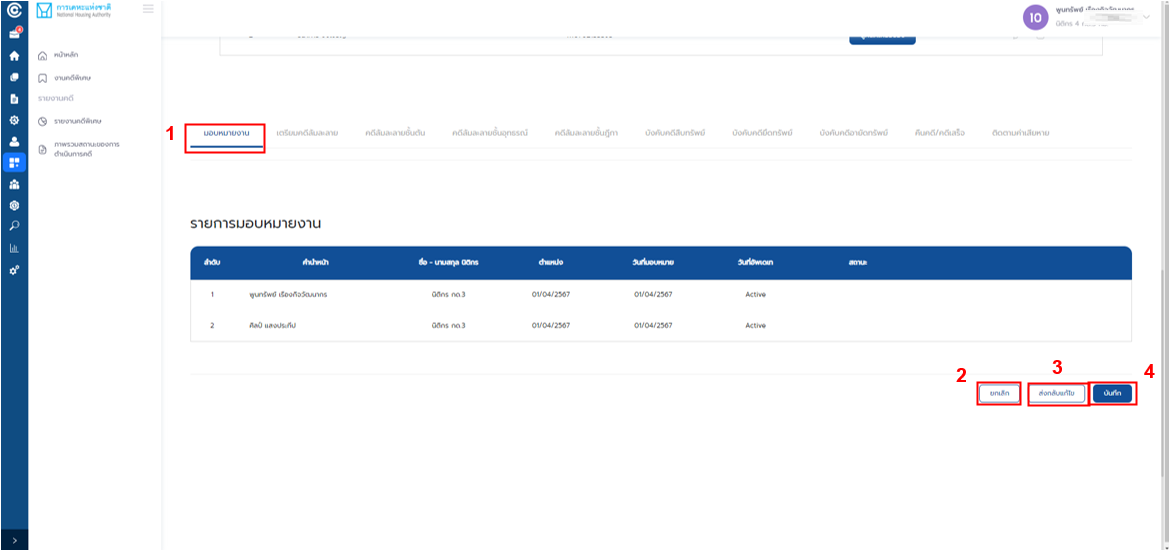 การเคหะแห่งชาติ
National Housing Authority
4
10
พูนทรัพย์ เรืองกิจวัฒนากร
นิติกร 4
หน้าหลัก
งานคดีพิเศษ
รายงานคดี
รายงานคดีพิเศษ
ภาพรวมสถานะของการ
ดำเนินการคดี
1
มอบหมายงาน เตรียมคดีล้มละลาย คดีล้มละลายชั้นต้น คดีล้มละลายชั้นอุทธรณ์ คดีล้มละลายชั้นฎีกา บังคับคดีสืบทรัพย์ บังคับคดียึดทรัพย์ บังคับคดีอายัดทรัพย์ คืนคดี/คดีเสร็จ ติดตามค่าเสียหาย
รายการมอบหมายงาน
ลำดับ คำนำหน้า ชื่อ - นามสกุล นิติกร ตำแหน่ง วันที่มอบหมาย วันที่อัพเดท สถานะ
1 พูนทรัพย์ เรืองกิจวัฒนากร นิติกร กด.3 01/04/2567 01/04/2567 Active
2 ศิลป์ แสงประทีป นิติกร กด.3 01/04/2567 01/04/2567 Active
2 3 4
ยกเลิก ส่งกลับแก้ไข บันทึก